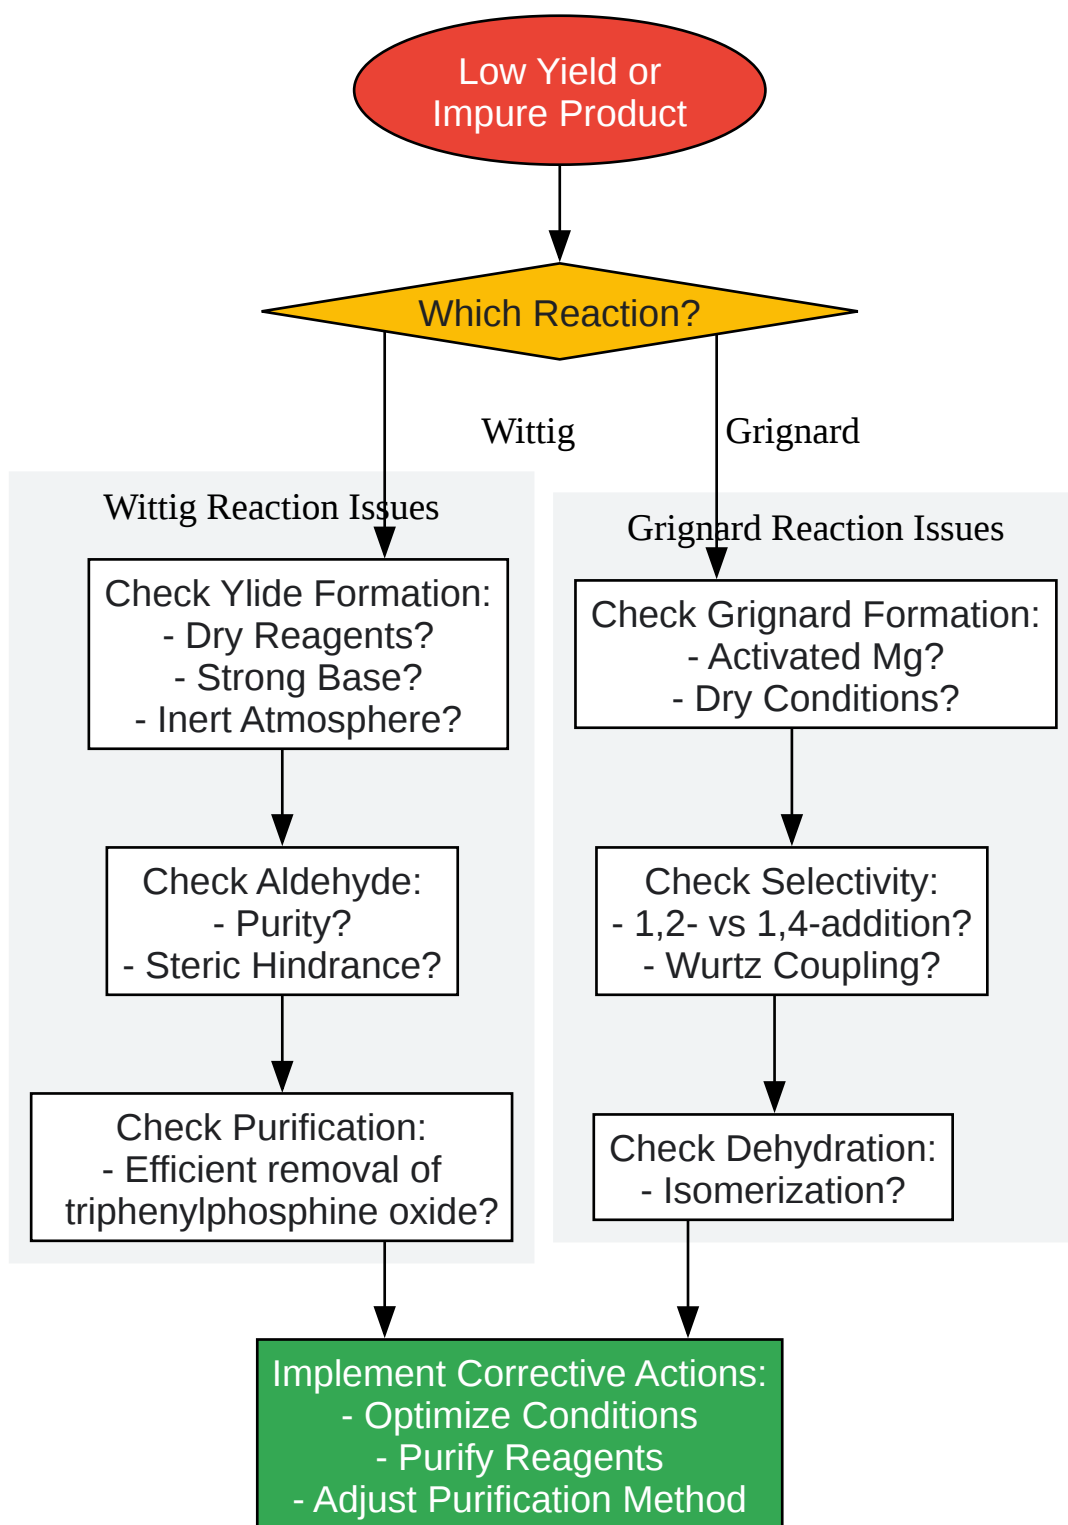 Low Yield or
Impure Product
Which Reaction?
Wittig
Grignard
Wittig Reaction Issues
Check Ylide Formation:
- Dry Reagents?
- Strong Base?
- Inert Atmosphere?
Check Aldehyde:
- Purity?
- Steric Hindrance?
Check Purification:
- Efficient removal of
triphenylphosphine oxide?
Grignard Reaction Issues
Check Grignard Formation:
- Activated Mg?
- Dry Conditions?
Check Selectivity:
- 1,2- vs 1,4-addition?
- Wurtz Coupling?
Check Dehydration:
- Isomerization?
Implement Corrective Actions:
- Optimize Conditions
- Purify Reagents
- Adjust Purification Method